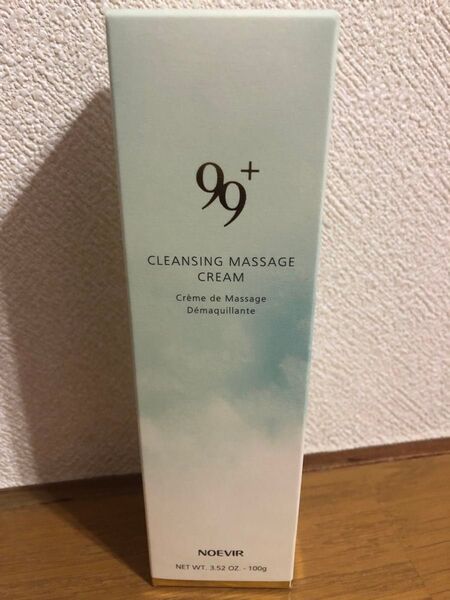 99+
CLEANSING MASSAGE
CREAM
Crème de Massage
Démaquillante
NOEVIR
NET WT. 3.52 OZ. - 100g